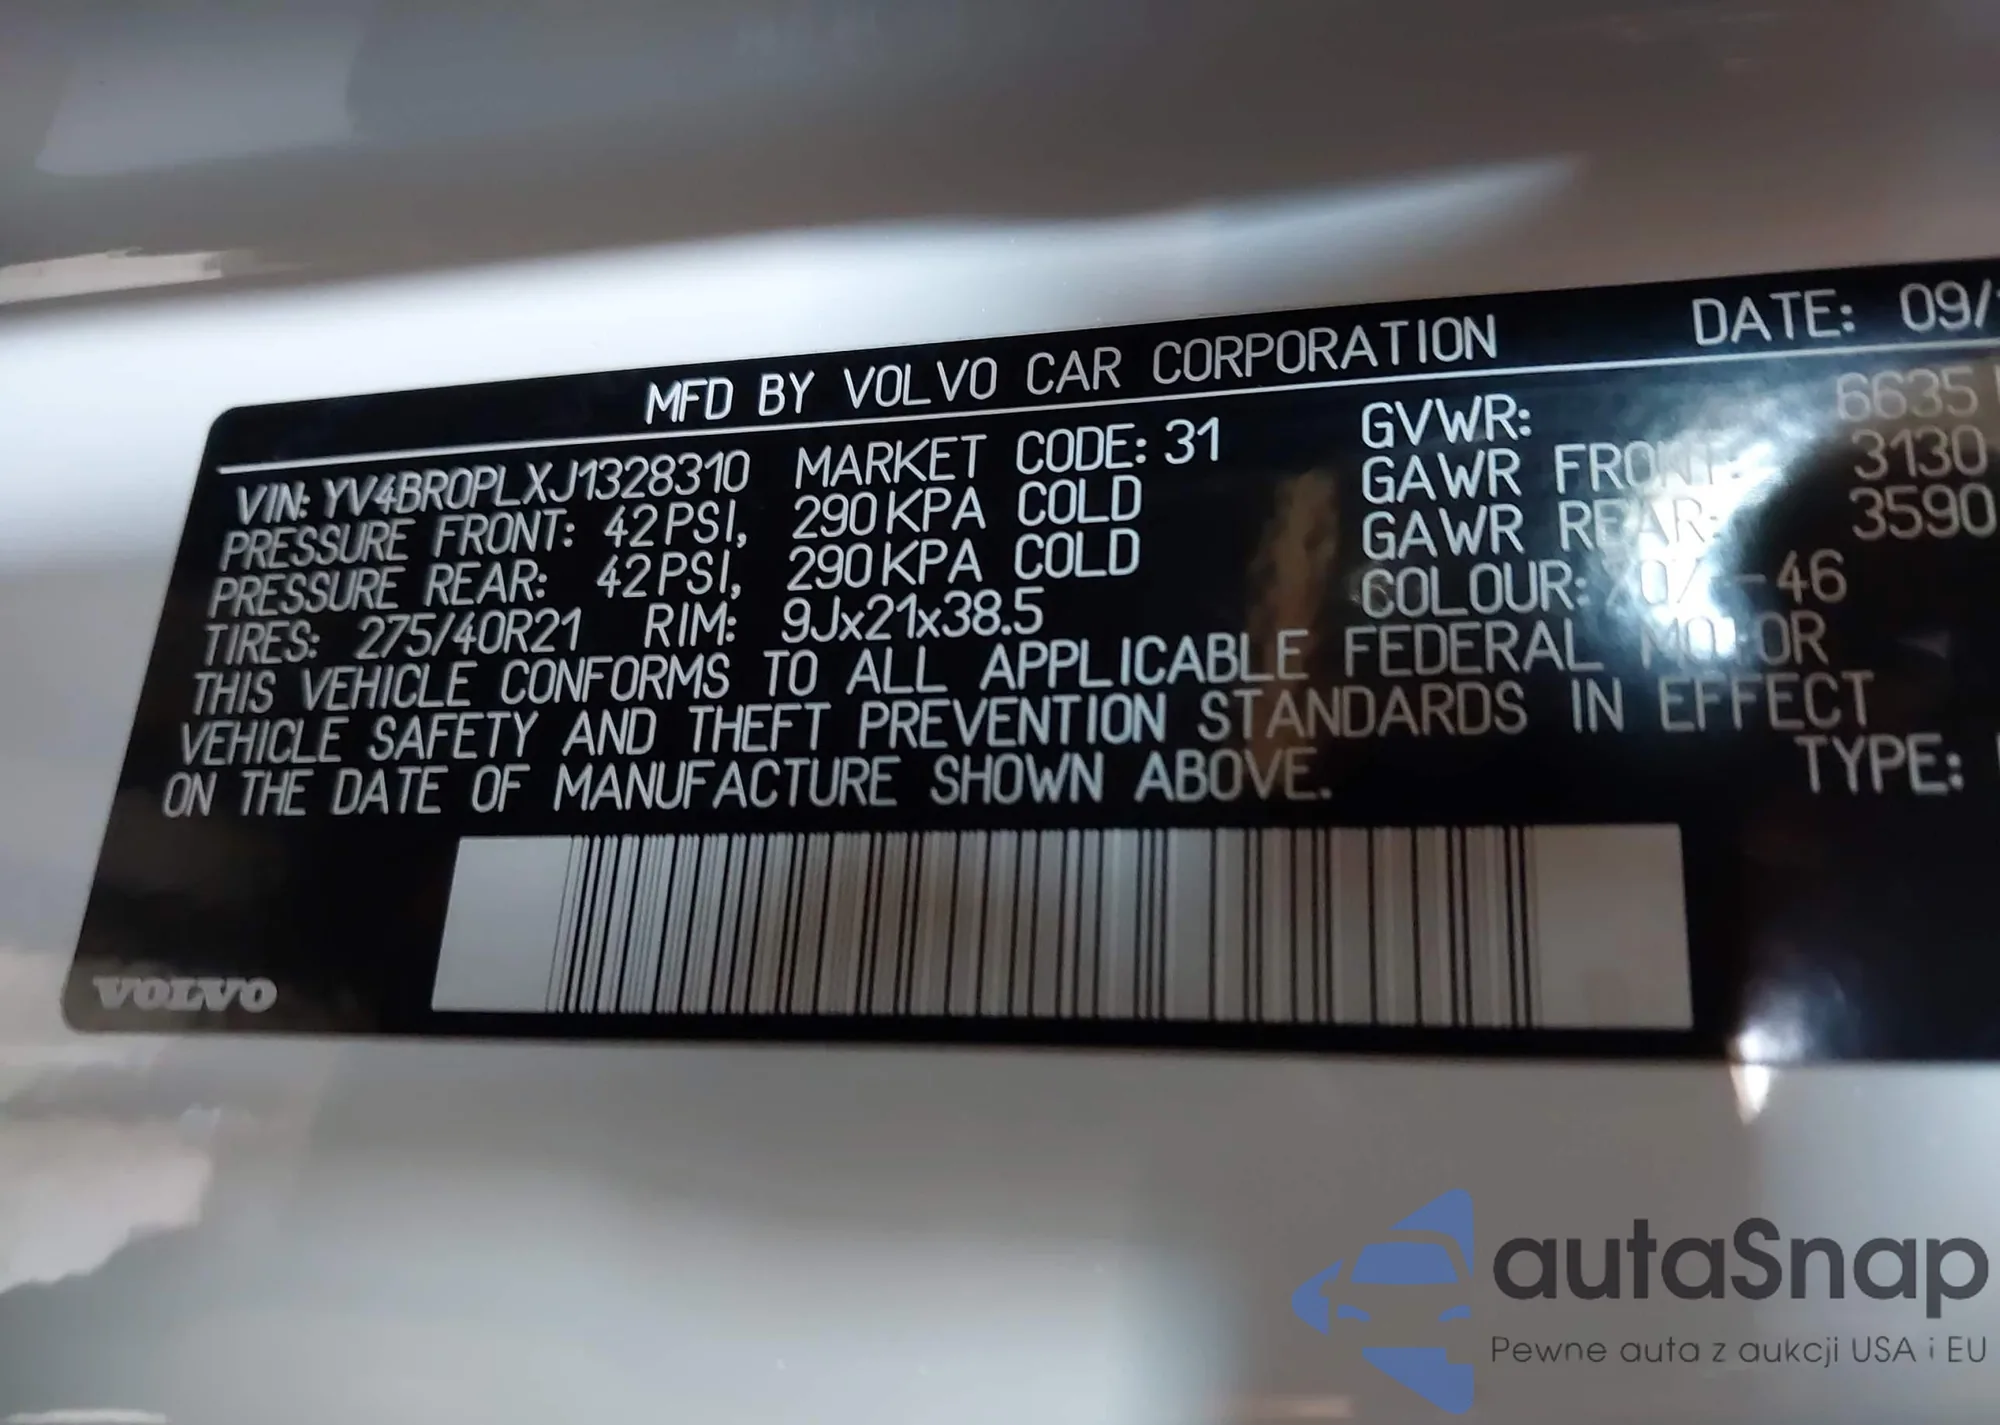 MFD BY VOLVO CAR CORPORATION DATE: 09/
VIN: YV4BR0PLXJ1328310 MARKET CODE: 31 GVWR: 6635
PRESSURE FRONT: 42PSI, 290KPA COLD GAWR FRONT: 3130
PRESSURE REAR: 42PSI, 290KPA COLD GAWR REAR: 3590
TIRES: 275/40R21 RIM: 9Jx21x38.5 COLOUR: -46
THIS VEHICLE CONFORMS TO ALL APPLICABLE FEDERAL MOTOR
VEHICLE SAFETY AND THEFT PREVENTION STANDARDS IN EFFECT
ON THE DATE OF MANUFACTURE SHOWN ABOVE. TYPE:
VOLVO
autaSnap
Pewne auta z aukcji USA i EU